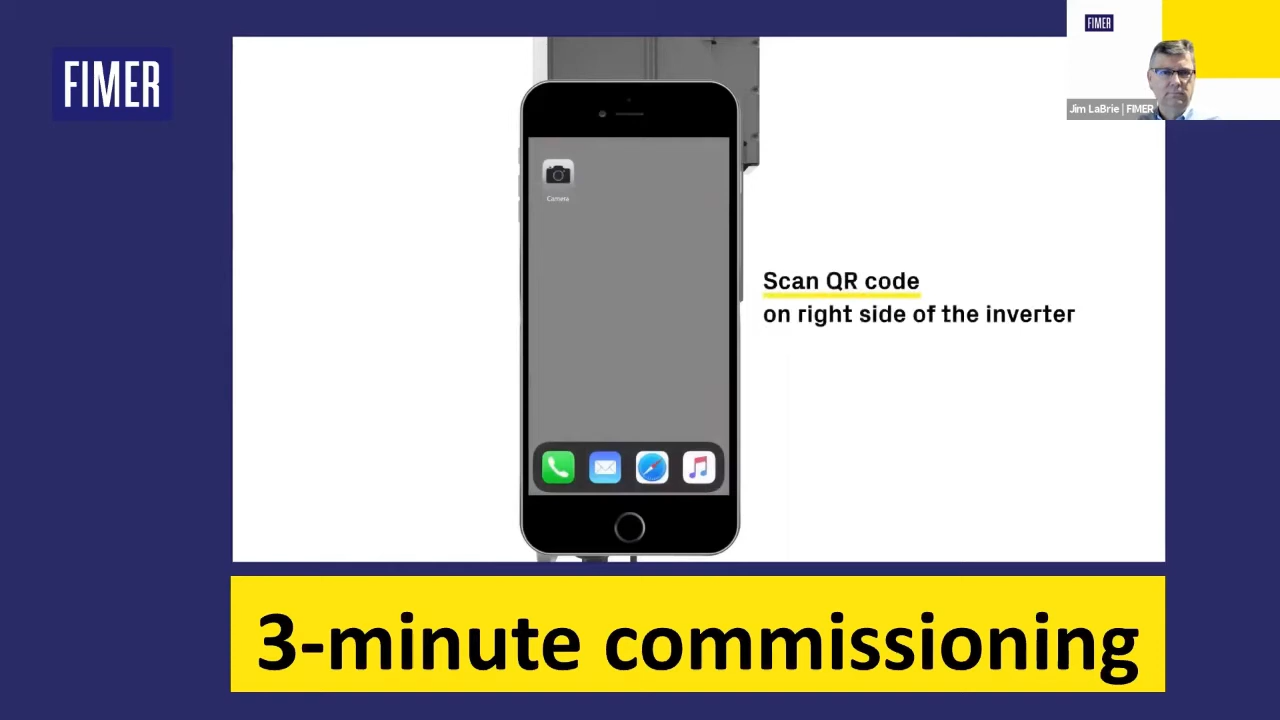 FIMER
FIMER
Jim LaBrie | FIMER
Camera
Scan QR code
on right side of the inverter
3-minute commissioning